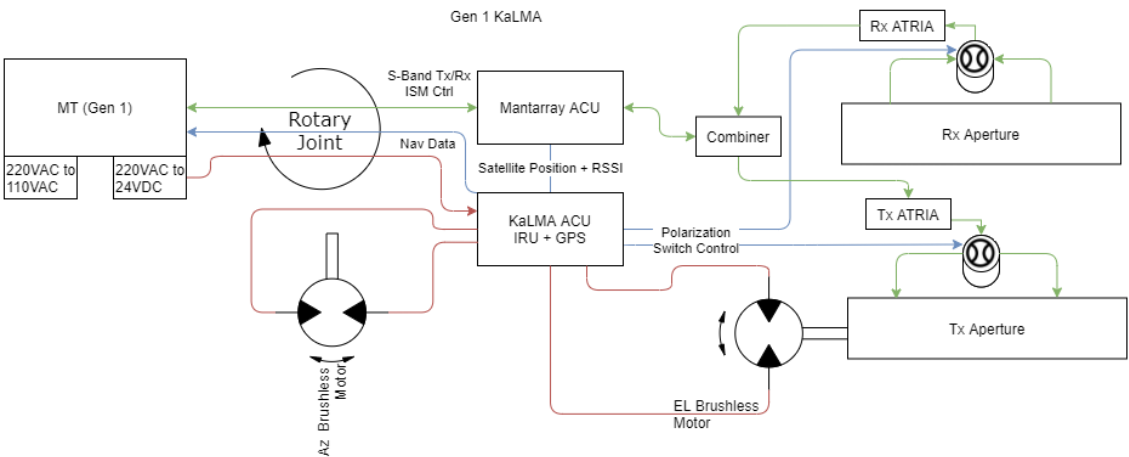 Gen 1 KaLMA
Rx ATRIA
S-Band Tx/Rx
ISM Ctrl
MT (Gen 1)
Mantarray ACU
Rotary
Joint
Combiner
Rx Aperture
Nav Data
220VAC to
110VAC
220VAC to
24VDC
Satellite Position + RSSI
KaLMA ACU
IRU + GPS
Polarization
Switch Control
Tx ATRIA
Tx Aperture
Az Brushless
Motor
EL Brushless
Motor